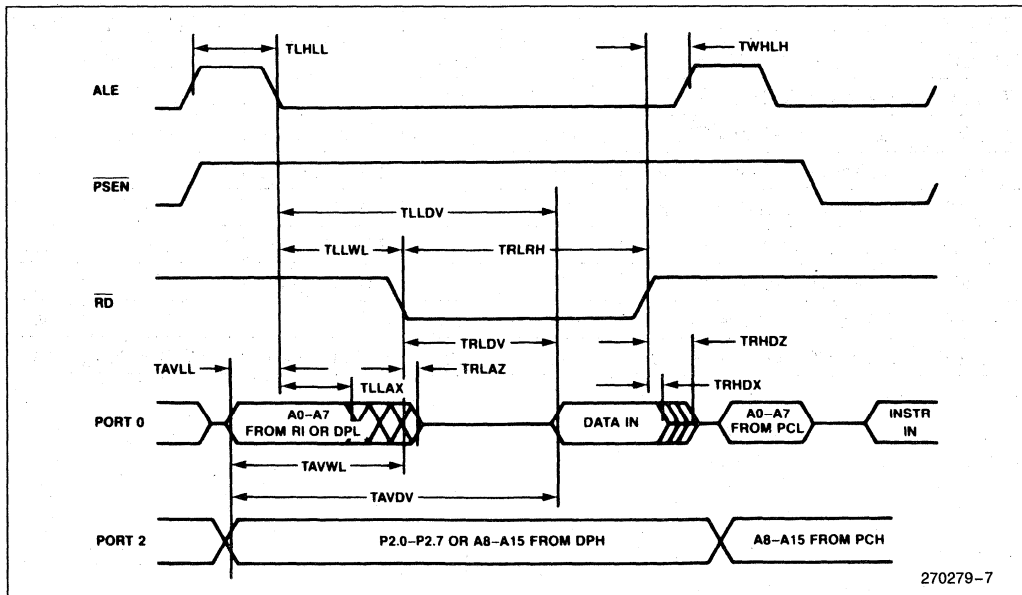 TLHLL
TWHLH
ALE
PSEN
TLLDV
TLLWL
TRLRH
RD
TRLDV
TRHDZ
TAVLL
TRLAZ
TLLAX
TRHDX
PORT 0
A0–A7
FROM RI OR DPL
DATA IN
A0–A7
FROM PCL
INSTR
IN
TAVWL
TAVDV
PORT 2
P2.0–P2.7 OR A8–A15 FROM DPH
A8–A15 FROM PCH
270279–7